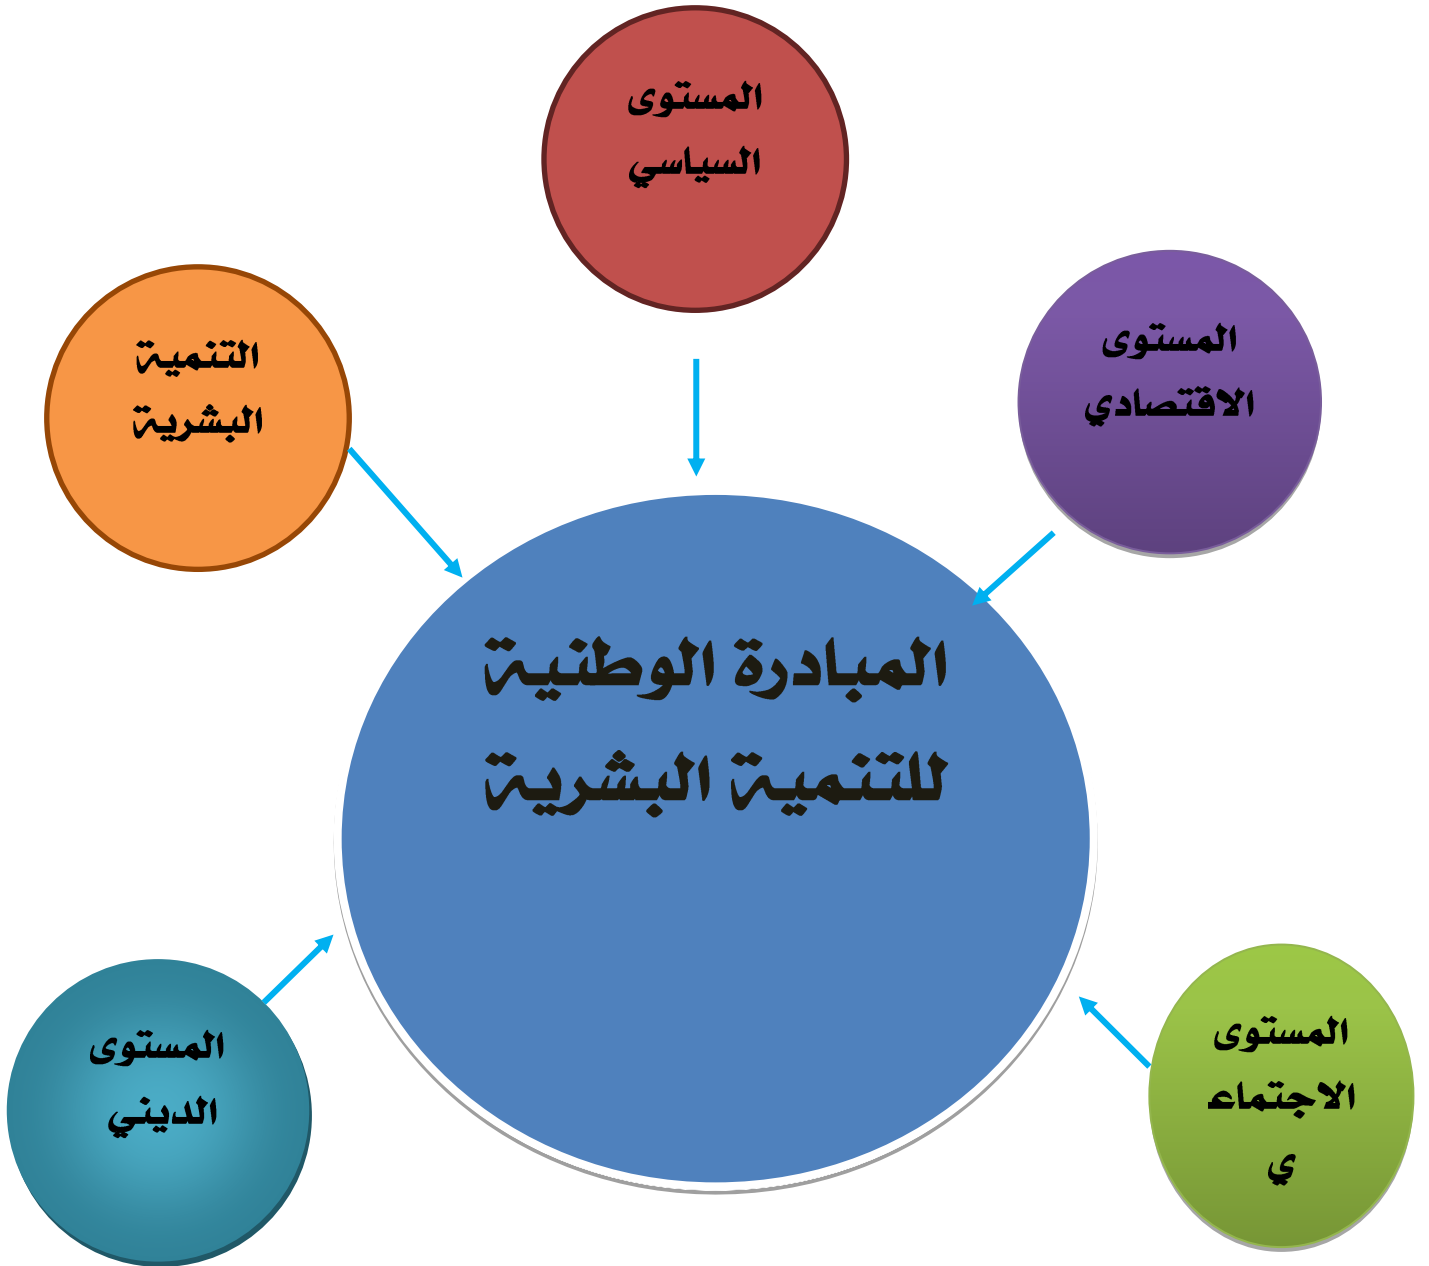 المستوى
السياسي
المستوى
الاقتصادي
التنمية
البشرية
المبادرة الوطنية
للتنمية البشرية
المستوى
الاجتماع
ي
المستوى
الديني